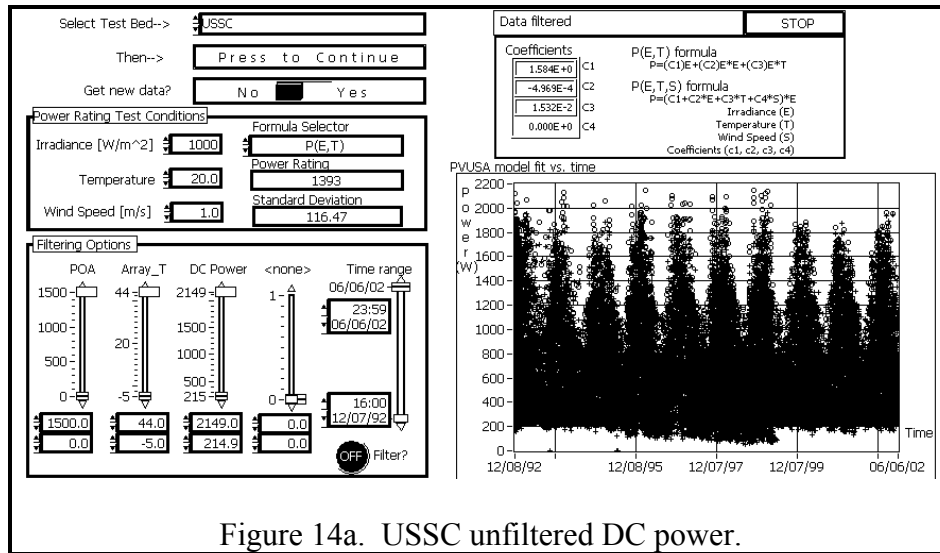 Select Test Bed--> USSC
Then--> Press to Continue
Get new data? No Yes
Power Rating Test Conditions
Irradiance [W/m^2] 1000
Temperature 20.0
Wind Speed [m/s] 1.0
Formula Selector
P(E,T)
Power Rating
1393
Standard Deviation
116.47
Filtering Options
POA Array_T DC Power <none> Time range
1500 44 2149 1 06/06/02
23:59
06/06/02
1000 20 1500
1000
500 500
0 -5 215 0
16:00
12/07/92
1500.0 44.0 2149.0 0.0
0.0 -5.0 214.9 0.0
OFF Filter?
Data filtered STOP
Coefficients
1.584E+0 C1
-4.969E-4 C2
1.532E-2 C3
0.000E+0 C4
P(E,T) formula
P=(C1)E+(C2)E*E+(C3)E*T
P(E,T,S) formula
P=(C1+C2*E+C3*T+C4*S)*E
Irradiance (E)
Temperature (T)
Wind Speed (S)
Coefficients (c1, c2, c3, c4)
PVUSA model fit vs. time
Power (W)
2200
2000
1800
1600
1400
1200
1000
800
600
400
200
0
Time
12/08/92 12/08/95 12/07/97 12/07/99 06/06/02
Figure 14a. USSC unfiltered DC power.